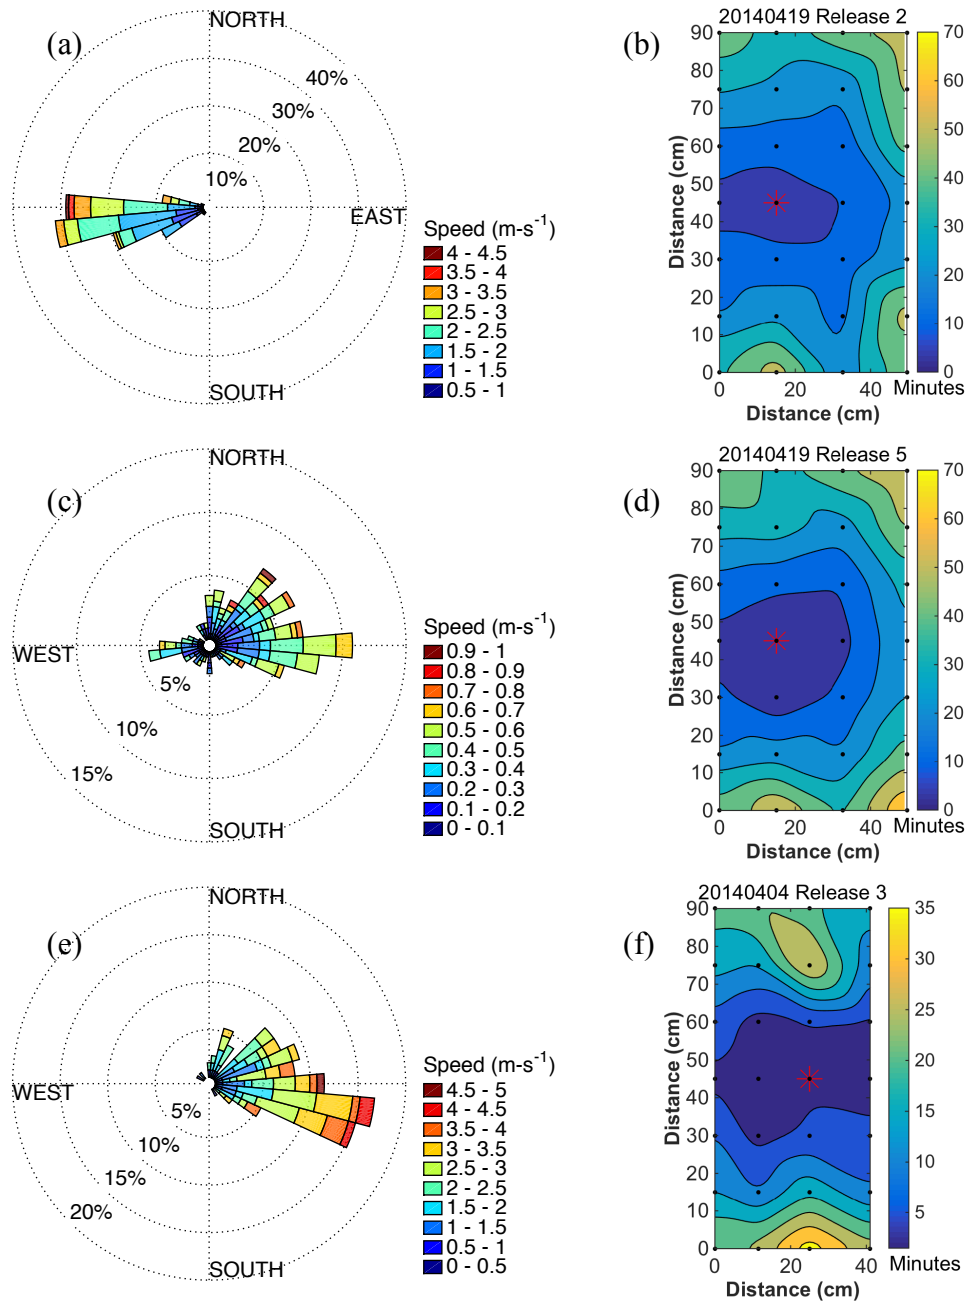 (a)
NORTH
40%
30%
20%
10%
EAST
SOUTH
Speed (m-s⁻¹)
4 - 4.5
3.5 - 4
3 - 3.5
2.5 - 3
2 - 2.5
1.5 - 2
1 - 1.5
0.5 - 1
(b)
20140419 Release 2
Distance (cm)
90
80
70
60
50
40
30
20
10
0
0 20 40
Distance (cm)
70
60
50
40
30
20
10
0
Minutes
(c)
NORTH
WEST
5%
10%
15%
SOUTH
Speed (m-s⁻¹)
0.9 - 1
0.8 - 0.9
0.7 - 0.8
0.6 - 0.7
0.5 - 0.6
0.4 - 0.5
0.3 - 0.4
0.2 - 0.3
0.1 - 0.2
0 - 0.1
(d)
20140419 Release 5
Distance (cm)
90
80
70
60
50
40
30
20
10
0
0 20 40
Distance (cm)
70
60
50
40
30
20
10
0
Minutes
(e)
NORTH
WEST
5%
10%
15%
20%
SOUTH
Speed (m-s⁻¹)
4.5 - 5
4 - 4.5
3.5 - 4
3 - 3.5
2.5 - 3
2 - 2.5
1.5 - 2
1 - 1.5
0.5 - 1
0 - 0.5
(f)
20140404 Release 3
Distance (cm)
90
80
70
60
50
40
30
20
10
0
0 20 40
Distance (cm)
35
30
25
20
15
10
5
Minutes